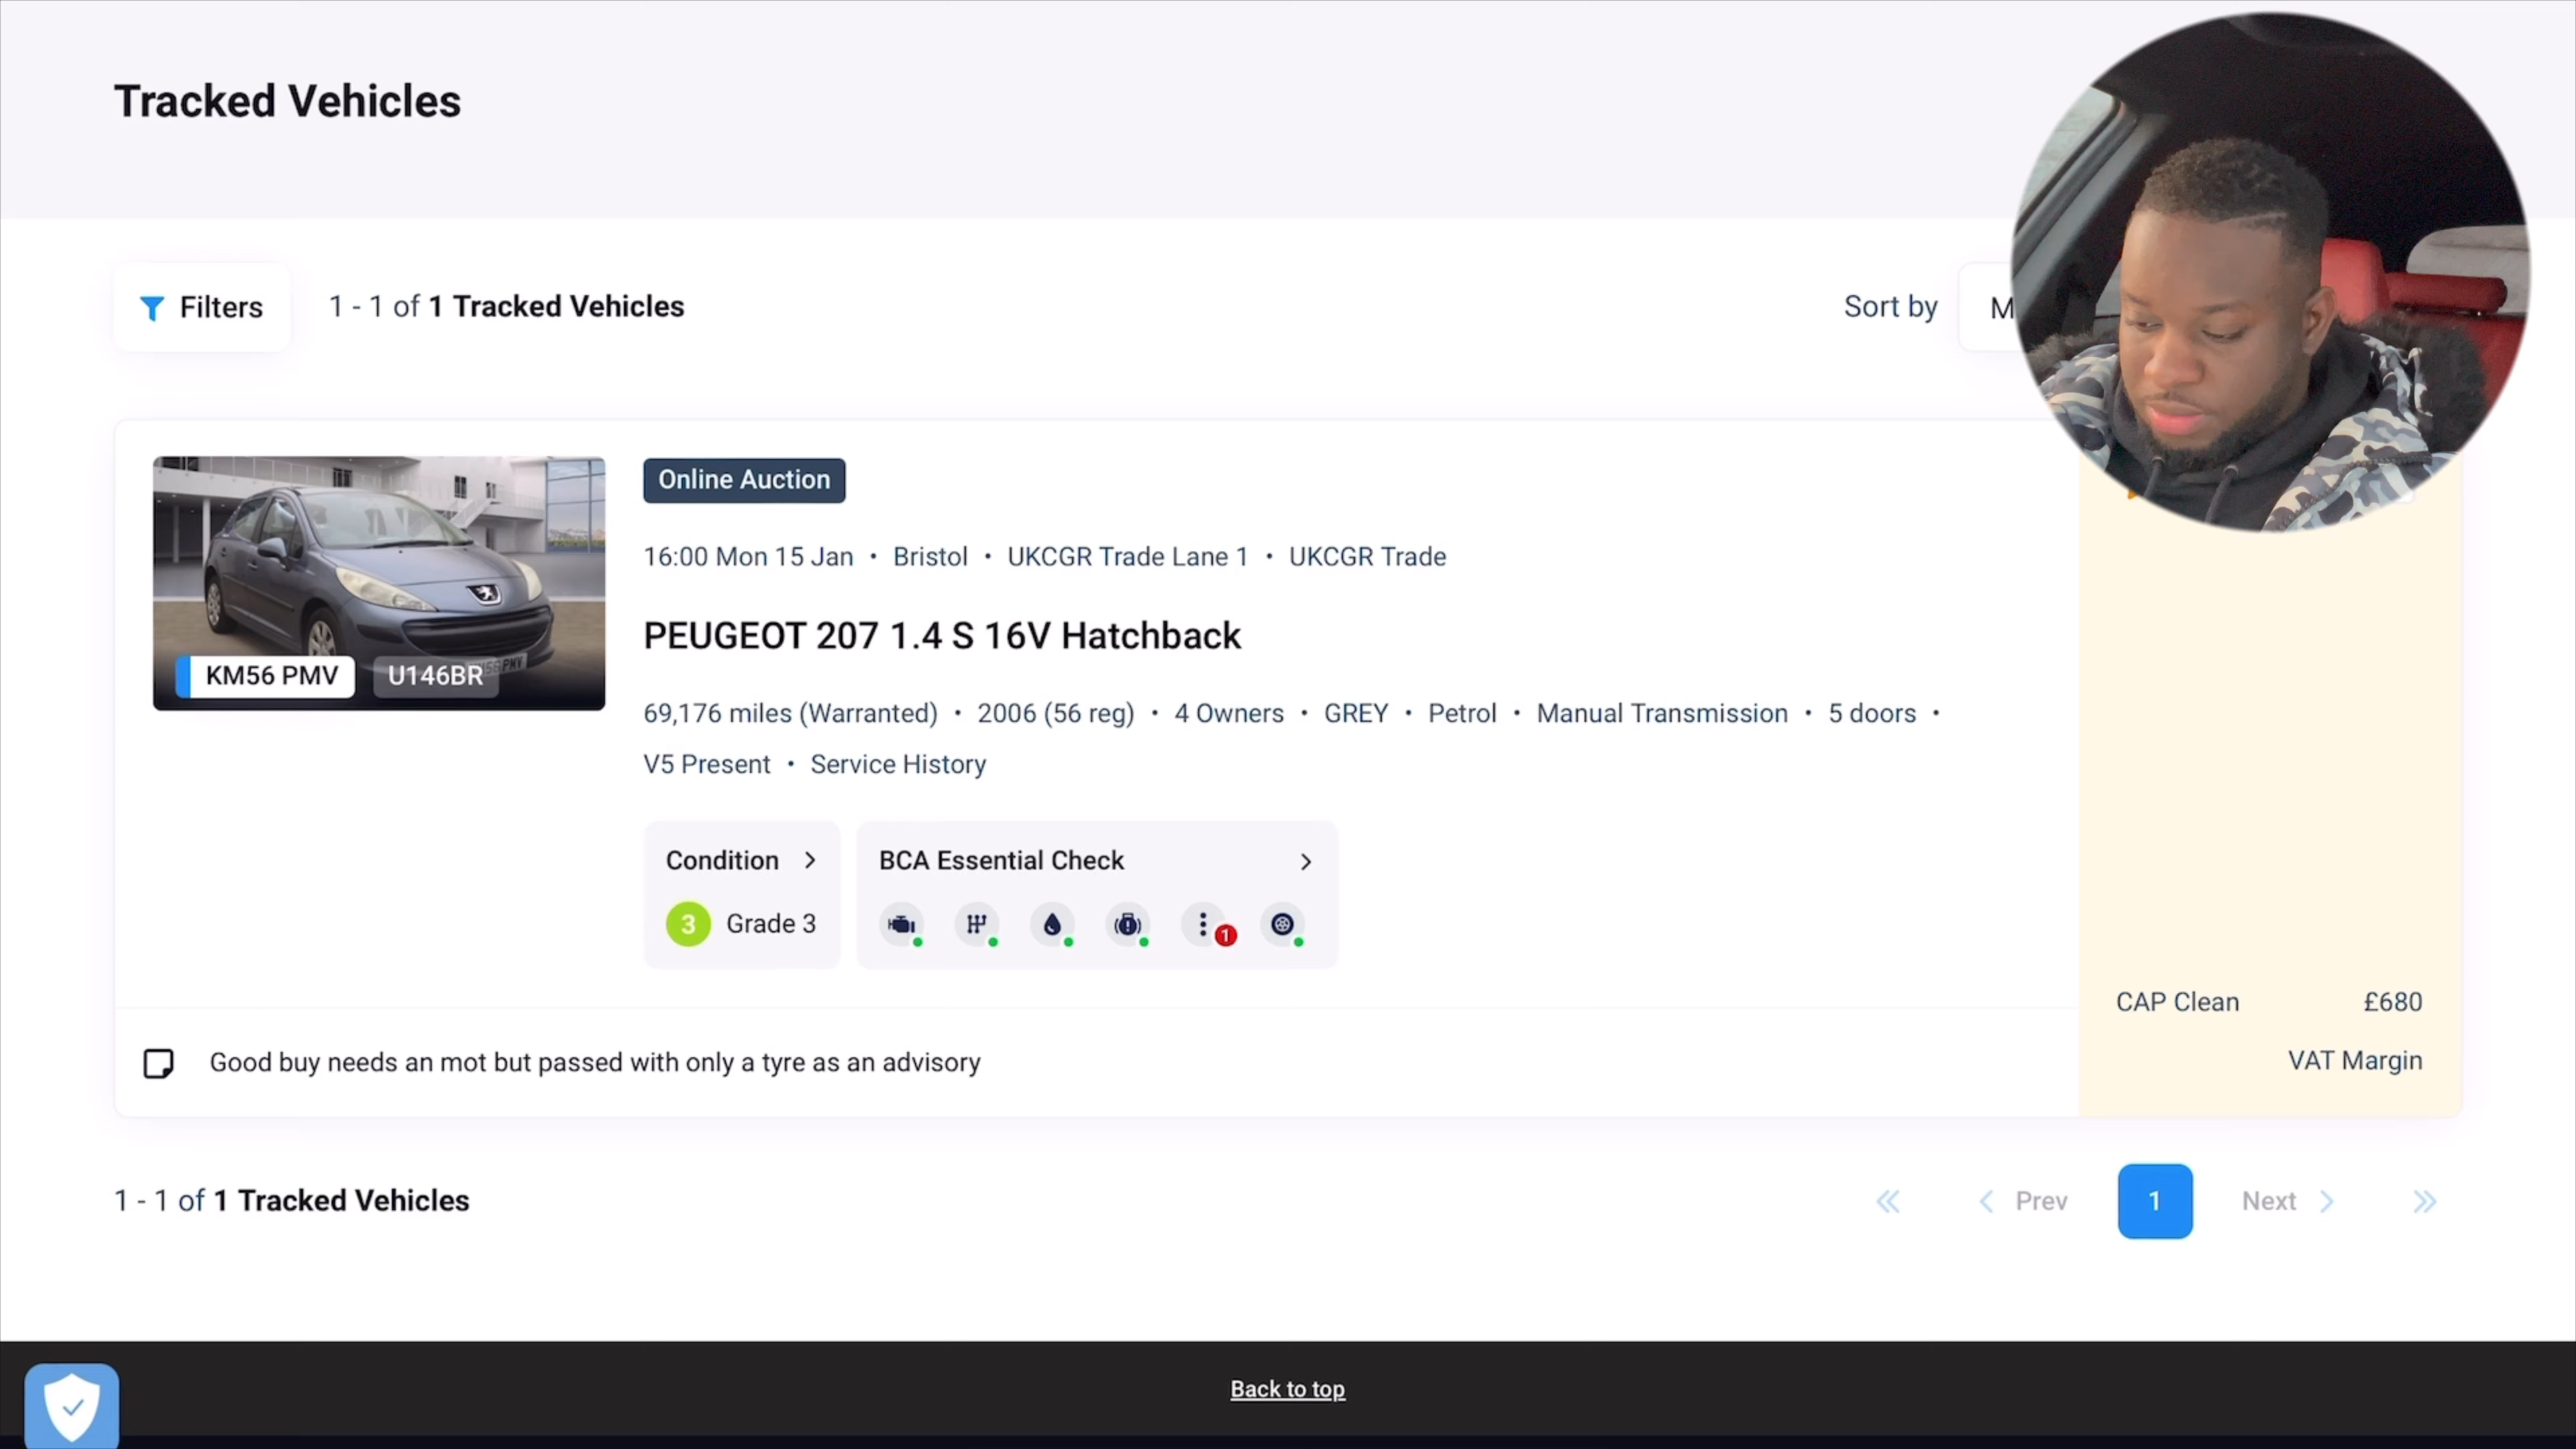 Tracked Vehicles
Filters
1 - 1 of 1 Tracked Vehicles
Sort by
M
Online Auction
16:00 Mon 15 Jan • Bristol • UKCGR Trade Lane 1 • UKCGR Trade
PEUGEOT 207 1.4 S 16V Hatchback
KM56 PMV
U146BR
69,176 miles (Warranted) • 2006 (56 reg) • 4 Owners • GREY • Petrol • Manual Transmission • 5 doors •
V5 Present • Service History
Condition
BCA Essential Check
3
Grade 3
1
CAP Clean £680
VAT Margin
Good buy needs an mot but passed with only a tyre as an advisory
1 - 1 of 1 Tracked Vehicles
Prev
1
Next
Back to top